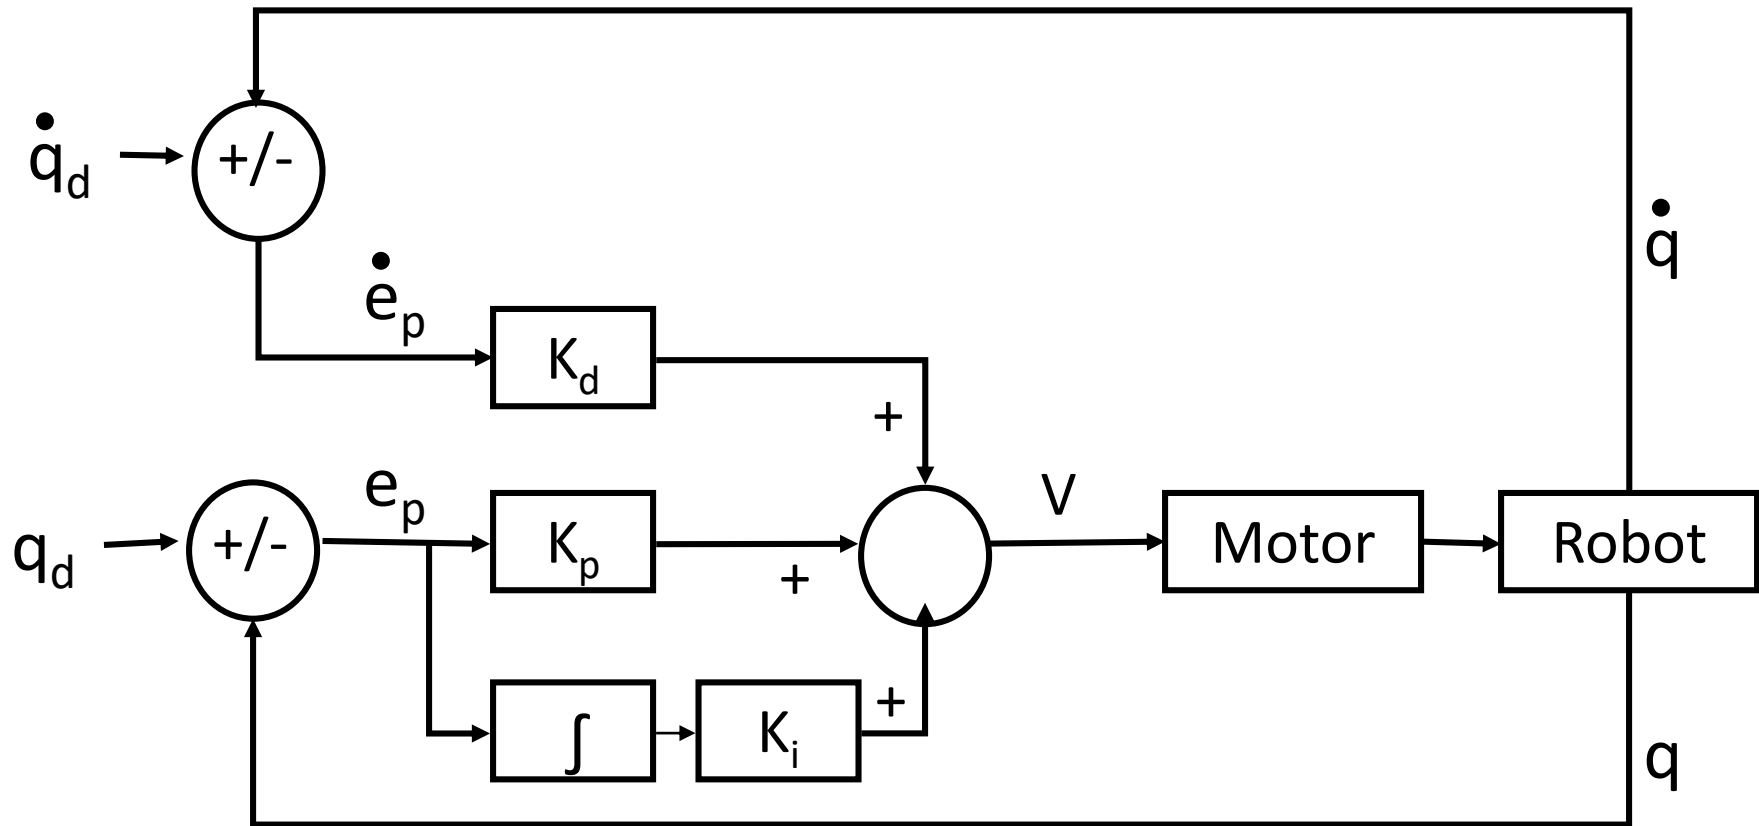 +/-
q̇d
q̇
ėp
Kd
+
ep
V
Kp
+/-
Motor
Robot
qd
+
+
∫
Ki
q